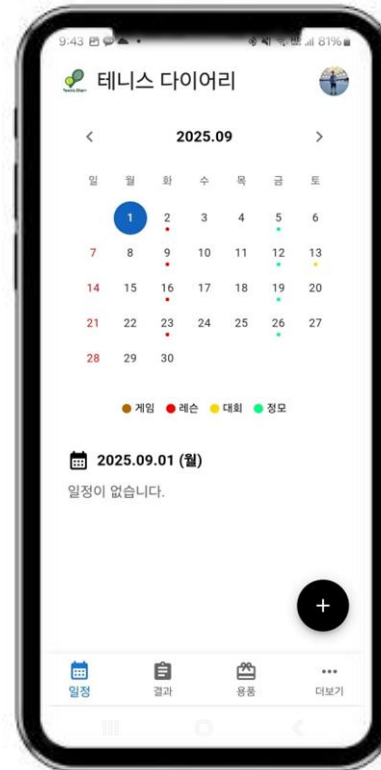 9:43 81%
테니스 다이어리
< 2025.09 >
일 월 화 수 목 금 토
1 2 3 4 5 6
7 8 9 10 11 12 13
14 15 16 17 18 19 20
21 22 23 24 25 26 27
28 29 30
게임 레슨 대회 정모
2025.09.01 (월)
일정이 없습니다.
+
일정 결과 용품 더보기